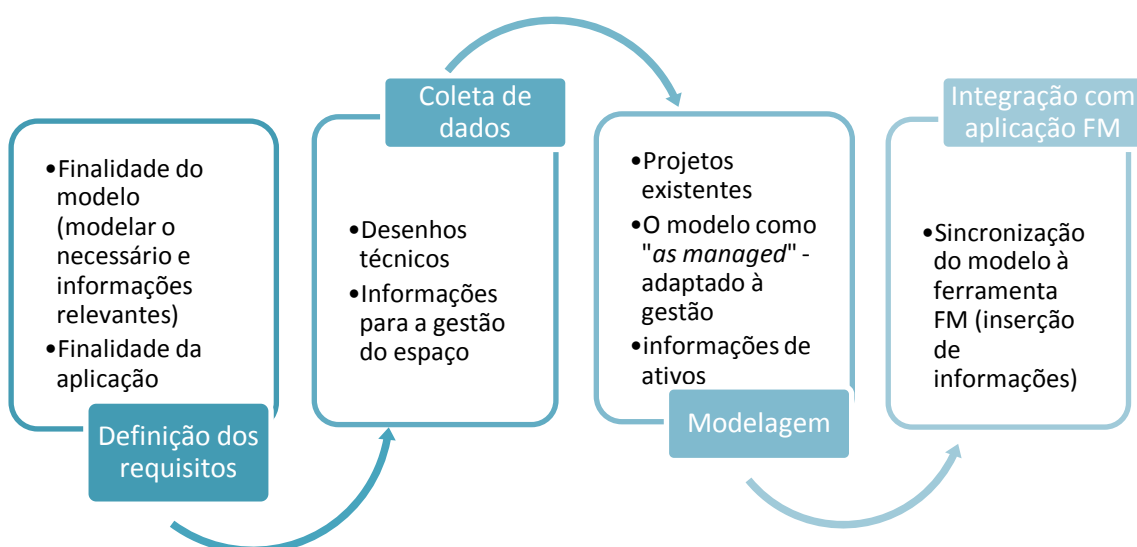 •Finalidade do
modelo
(modelar o
necessário e
informações
relevantes)
•Finalidade da
aplicação
Definição dos
requisitos
Coleta de
dados
•Desenhos
técnicos
•Informações
para a gestão
do espaço
•Projetos
existentes
•O modelo como
"as managed" -
adaptado à
gestão
•informações de
ativos
Modelagem
Integração com
aplicação FM
•Sincronização
do modelo à
ferramenta
FM (inserção
de
informações)